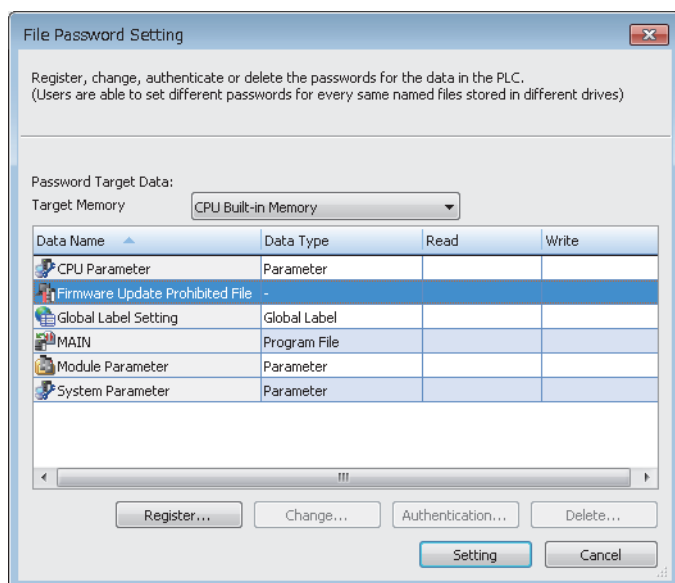 File Password Setting
Register, change, authenticate or delete the passwords for the data in the PLC.
(Users are able to set different passwords for every same named files stored in different drives)
Password Target Data:
Target Memory CPU Built-in Memory
Data Name Data Type Read Write
CPU Parameter Parameter
Firmware Update Prohibited File -
Global Label Setting Global Label
MAIN Program File
Module Parameter Parameter
System Parameter Parameter
Register... Change... Authentication... Delete...
Setting Cancel